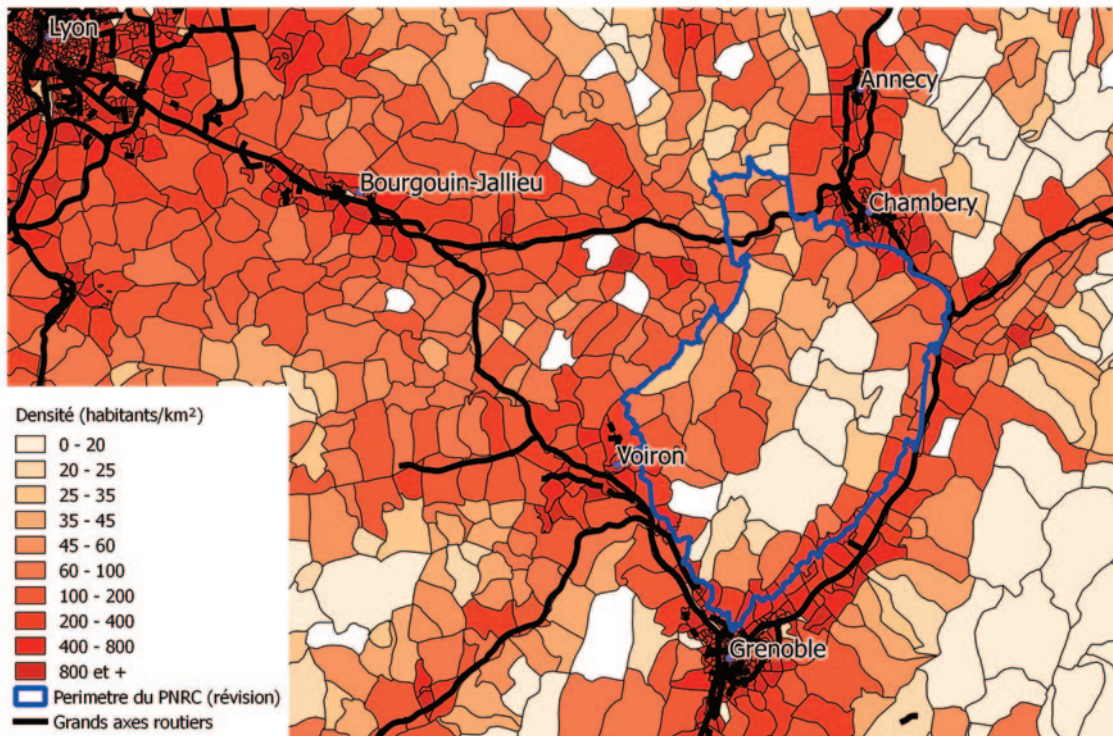 Lyon
Annecy
Bourgouin-Jallieu
Chambery
Voiron
Grenoble
Densité (habitants/km²)
0 - 20
20 - 25
25 - 35
35 - 45
45 - 60
60 - 100
100 - 200
200 - 400
400 - 800
800 et +
Perimetre du PNRC (révision)
Grands axes routiers